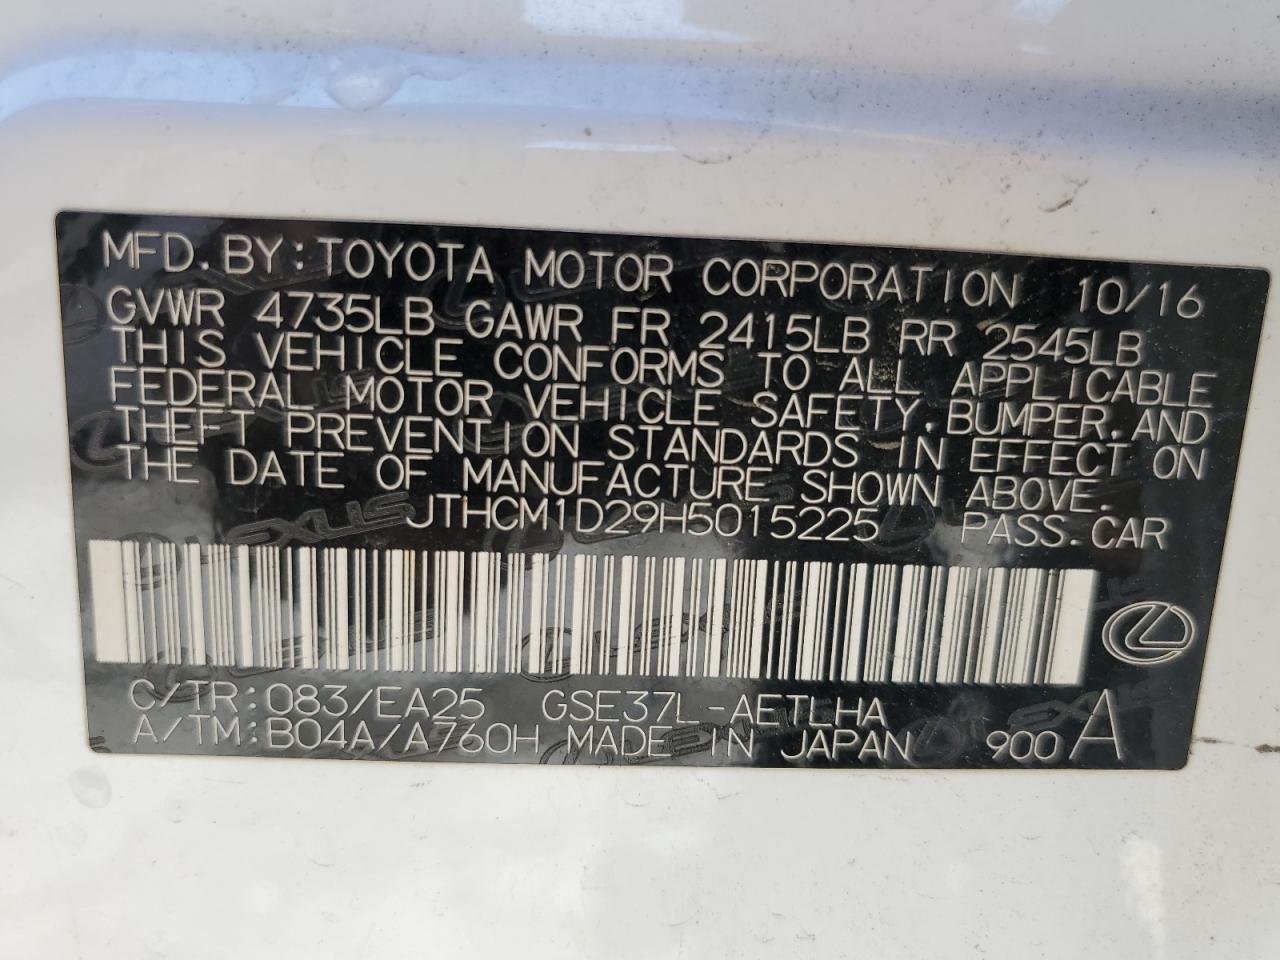 MFD. BY: TOYOTA MOTOR CORPORATION 10/16
GVWR 4735LB GAWR FR 2415LB RR 2545LB
THIS VEHICLE CONFORMS TO ALL APPLICABLE
FEDERAL MOTOR VEHICLE SAFETY, BUMPER, AND
THEFT PREVENTION STANDARDS IN EFFECT ON
THE DATE OF MANUFACTURE SHOWN ABOVE.
JTHCM1D29H5015225 PASS. CAR
C/TR: 083/EA25 GSE37L-AETLHA
A/TM: B04A/A760H MADE IN JAPAN 900 A